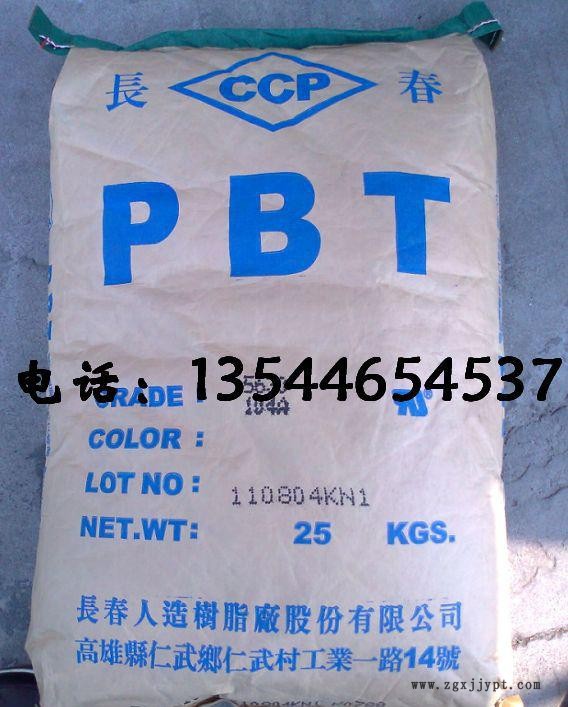 長 CCP 春
PBT
电话：13544654537
GRADE :
104A
COLOR :
LOT NO : 110804KN1
NET.WT: 25 KGS.
長春人造樹脂廠股份有限公司
高雄縣仁武鄉仁武村工業一路14號
www.zgxjjypt.com